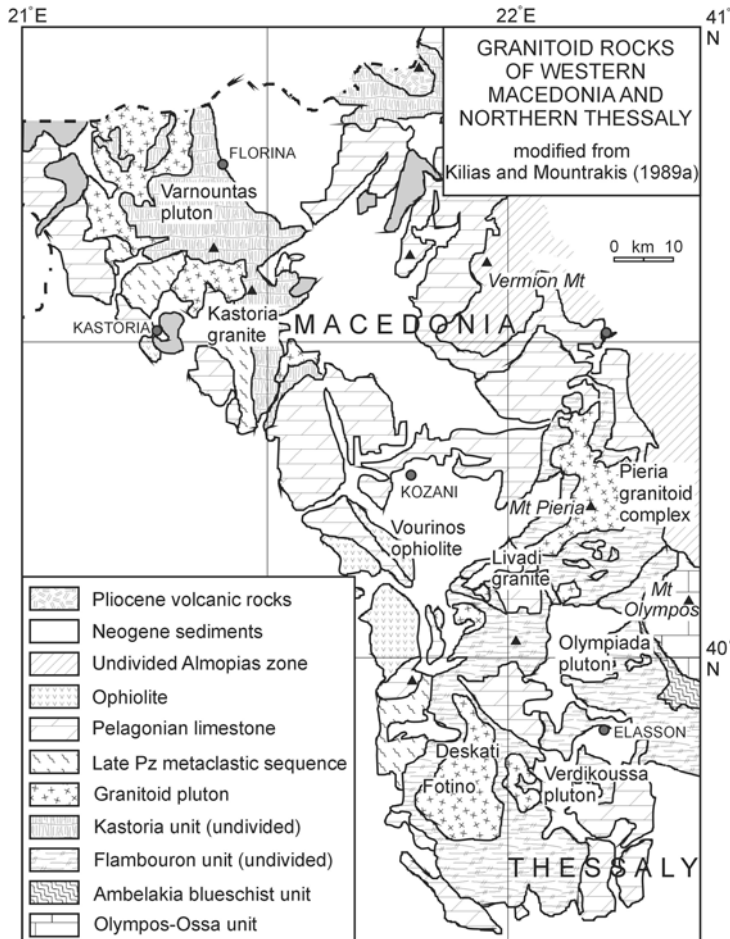 21°
22°
41°
N
GRANITOID ROCKS
OF WESTERN
MACEDONIA AND
NORTHERN THESSALY
modified from
Kilias and Mountrakis (1989a)
FLORINA
Varnountas
pluton
0 km 10
Vermion Mt
KASTORIA
Kastoria
granite
MACEDONIA
KOZANI
Pieria
granitoid
complex
Mt Pieria
Vourinos
ophiolite
Livadi
granite
Mt
Olympos
Olympiada
pluton
40°
N
ELASSON
Deskati
Fotino
Verdikoussa
pluton
THESSALY
Pliocene volcanic rocks
Neogene sediments
Undivided Almopias zone
Ophiolite
Pelagonian limestone
Late Pz metaclastic sequence
Granitoid pluton
Kastoria unit (undivided)
Flambouron unit (undivided)
Ambelakia blueschist unit
Olympos-Ossa unit